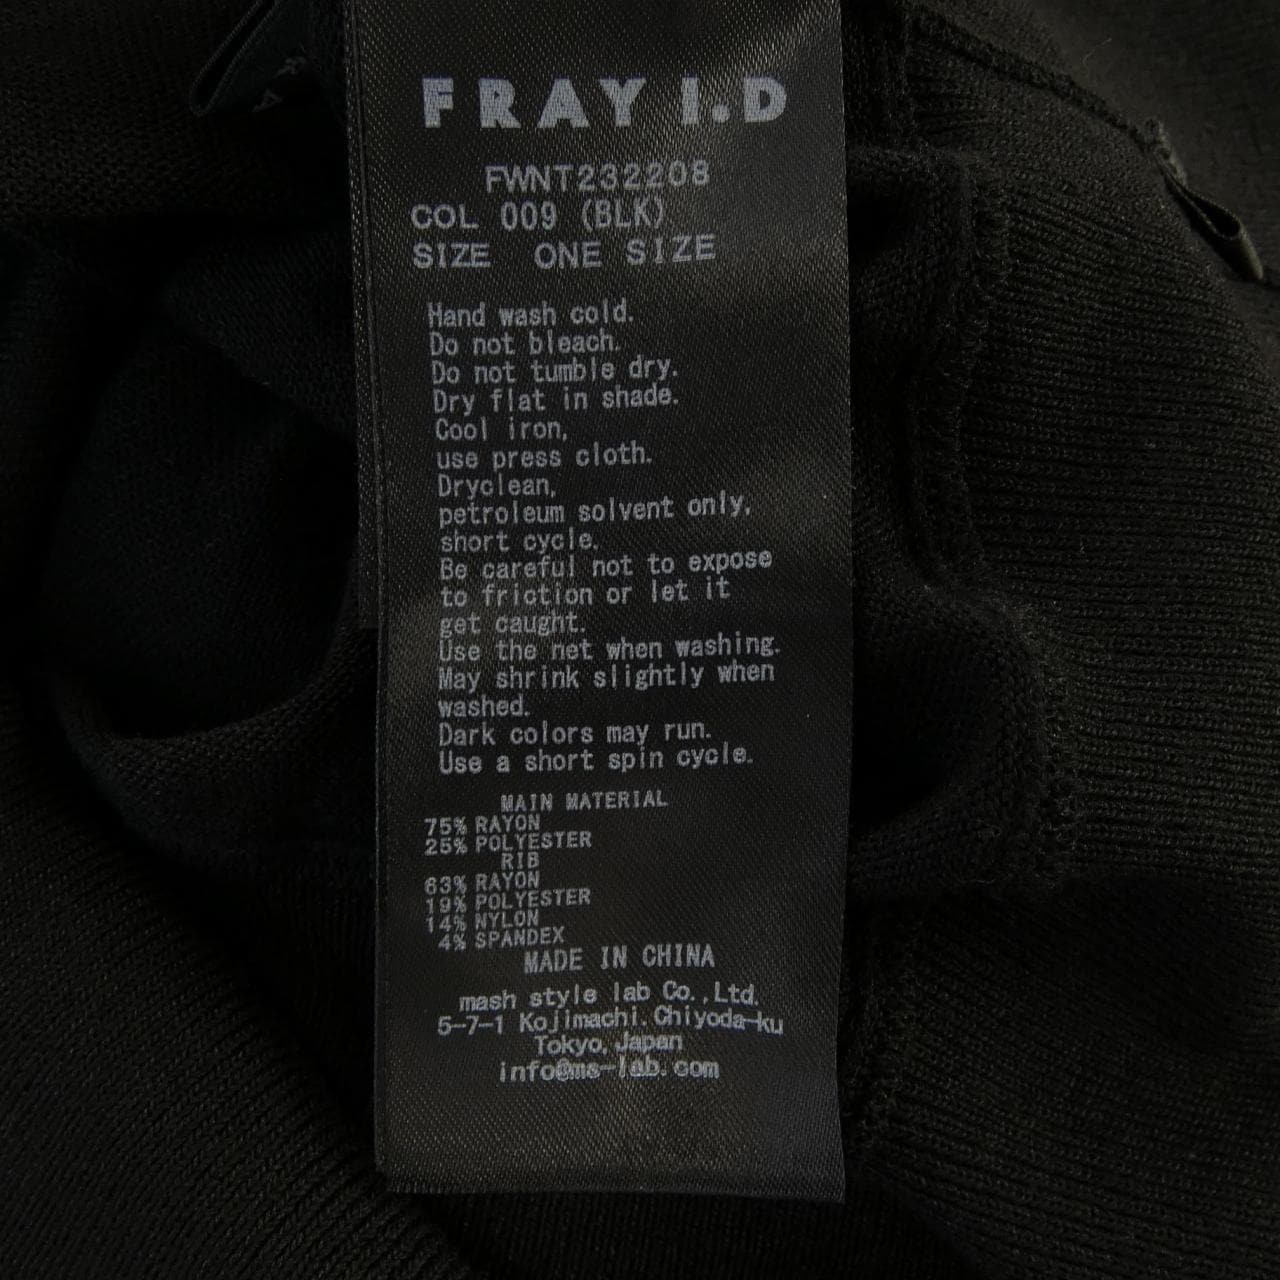 FRAY I.D
FWNT232208
COL 009 (BLK)
SIZE ONE SIZE
Hand wash cold.
Do not bleach.
Do not tumble dry.
Dry flat in shade.
Cool iron,
use press cloth.
Dryclean,
petroleum solvent only,
short cycle.
Be careful not to expose
to friction or let it
get caught.
Use the net when washing.
May shrink slightly when
washed.
Dark colors may run.
Use a short spin cycle.
MAIN MATERIAL
75% RAYON
25% POLYESTER
RIB
63% RAYON
19% POLYESTER
14% NYLON
4% SPANDEX
MADE IN CHINA
mash style lab Co.,Ltd.
5-7-1 Kojimachi.Chiyoda-ku
Tokyo,Japan
info@ms-lab.com